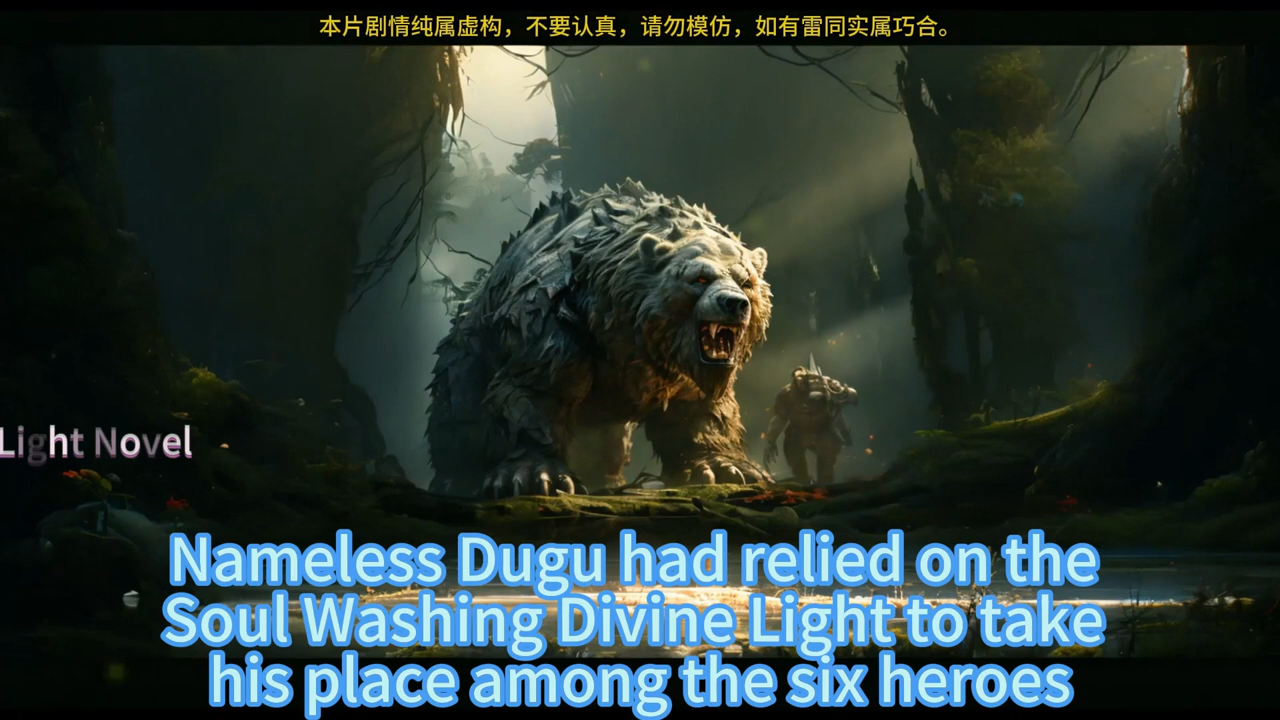 本片剧情纯属虚构，不要认真，请勿模仿，如有雷同实属巧合。
Light Novel
Nameless Dugu had relied on the
Soul Washing Divine Light to take
his place among the six heroes